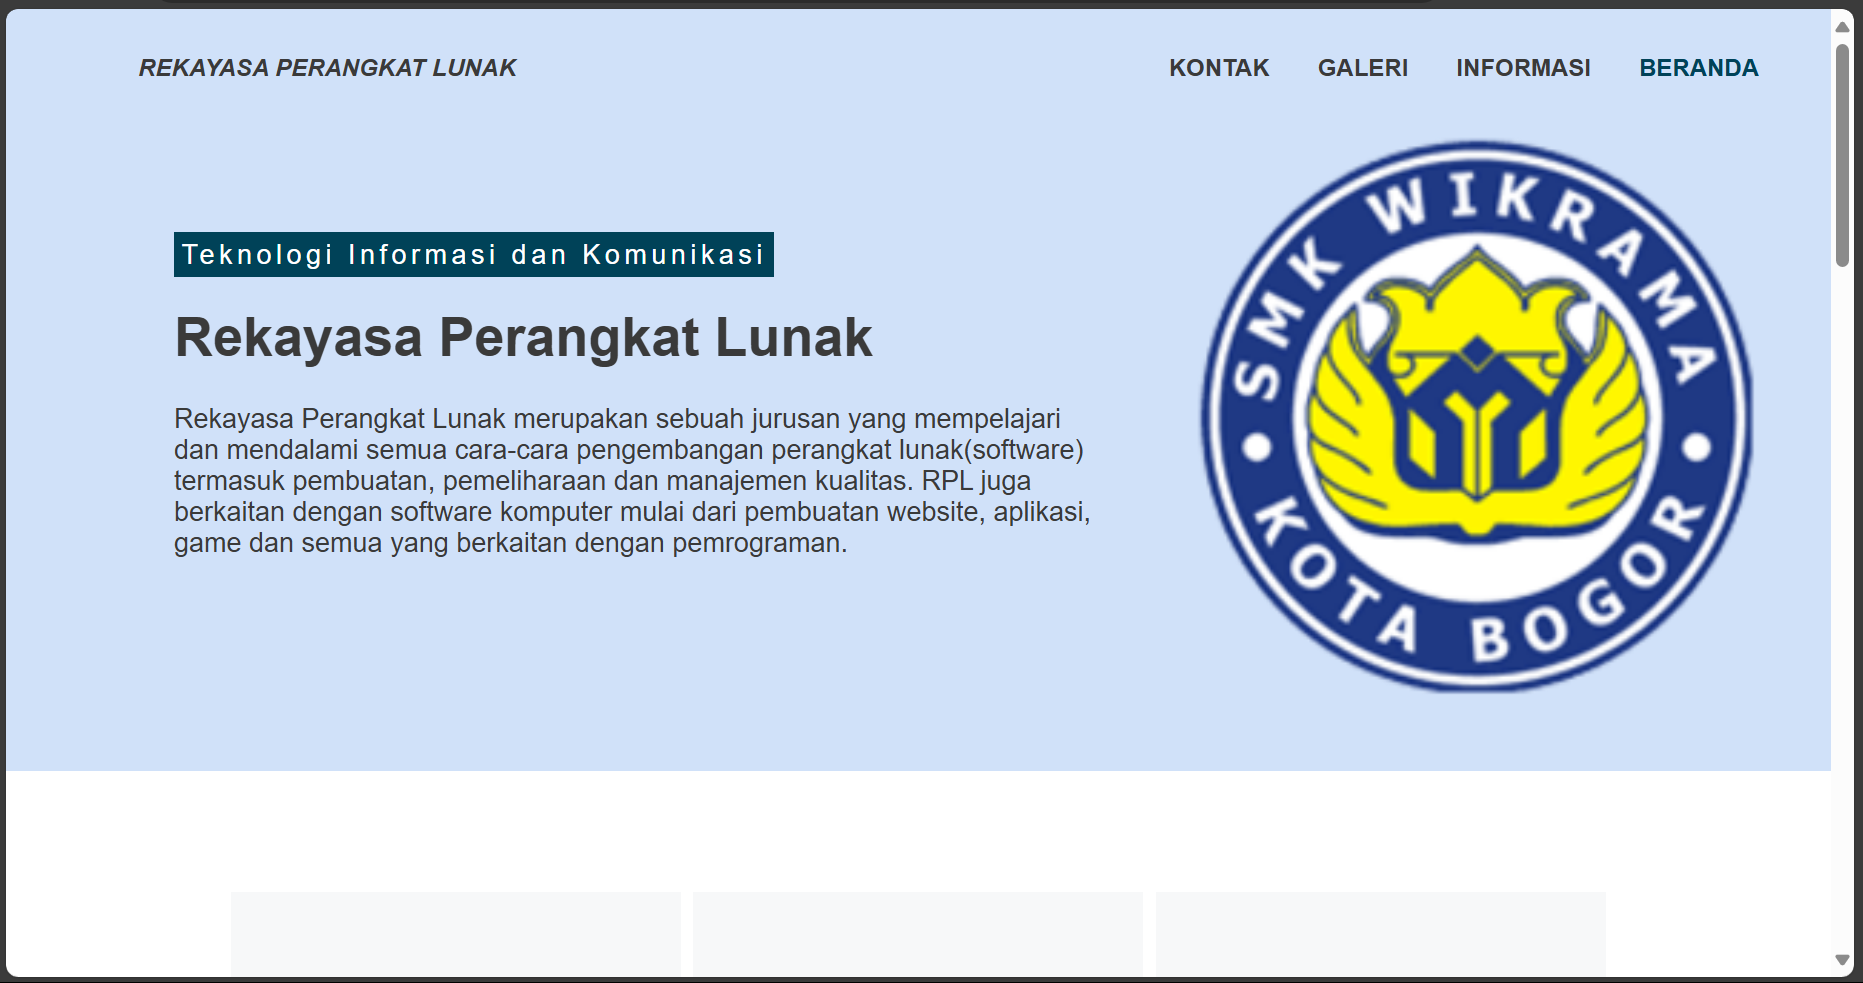 REKAYASA PERANGKAT LUNAK
KONTAK GALERI INFORMASI BERANDA
Teknologi Informasi dan Komunikasi
Rekayasa Perangkat Lunak
Rekayasa Perangkat Lunak merupakan sebuah jurusan yang mempelajari
dan mendalami semua cara-cara pengembangan perangkat lunak(software)
termasuk pembuatan, pemeliharaan dan manajemen kualitas. RPL juga
berkaitan dengan software komputer mulai dari pembuatan website, aplikasi,
game dan semua yang berkaitan dengan pemrograman.
SMK WIKRAMA
KOTA BOGOR